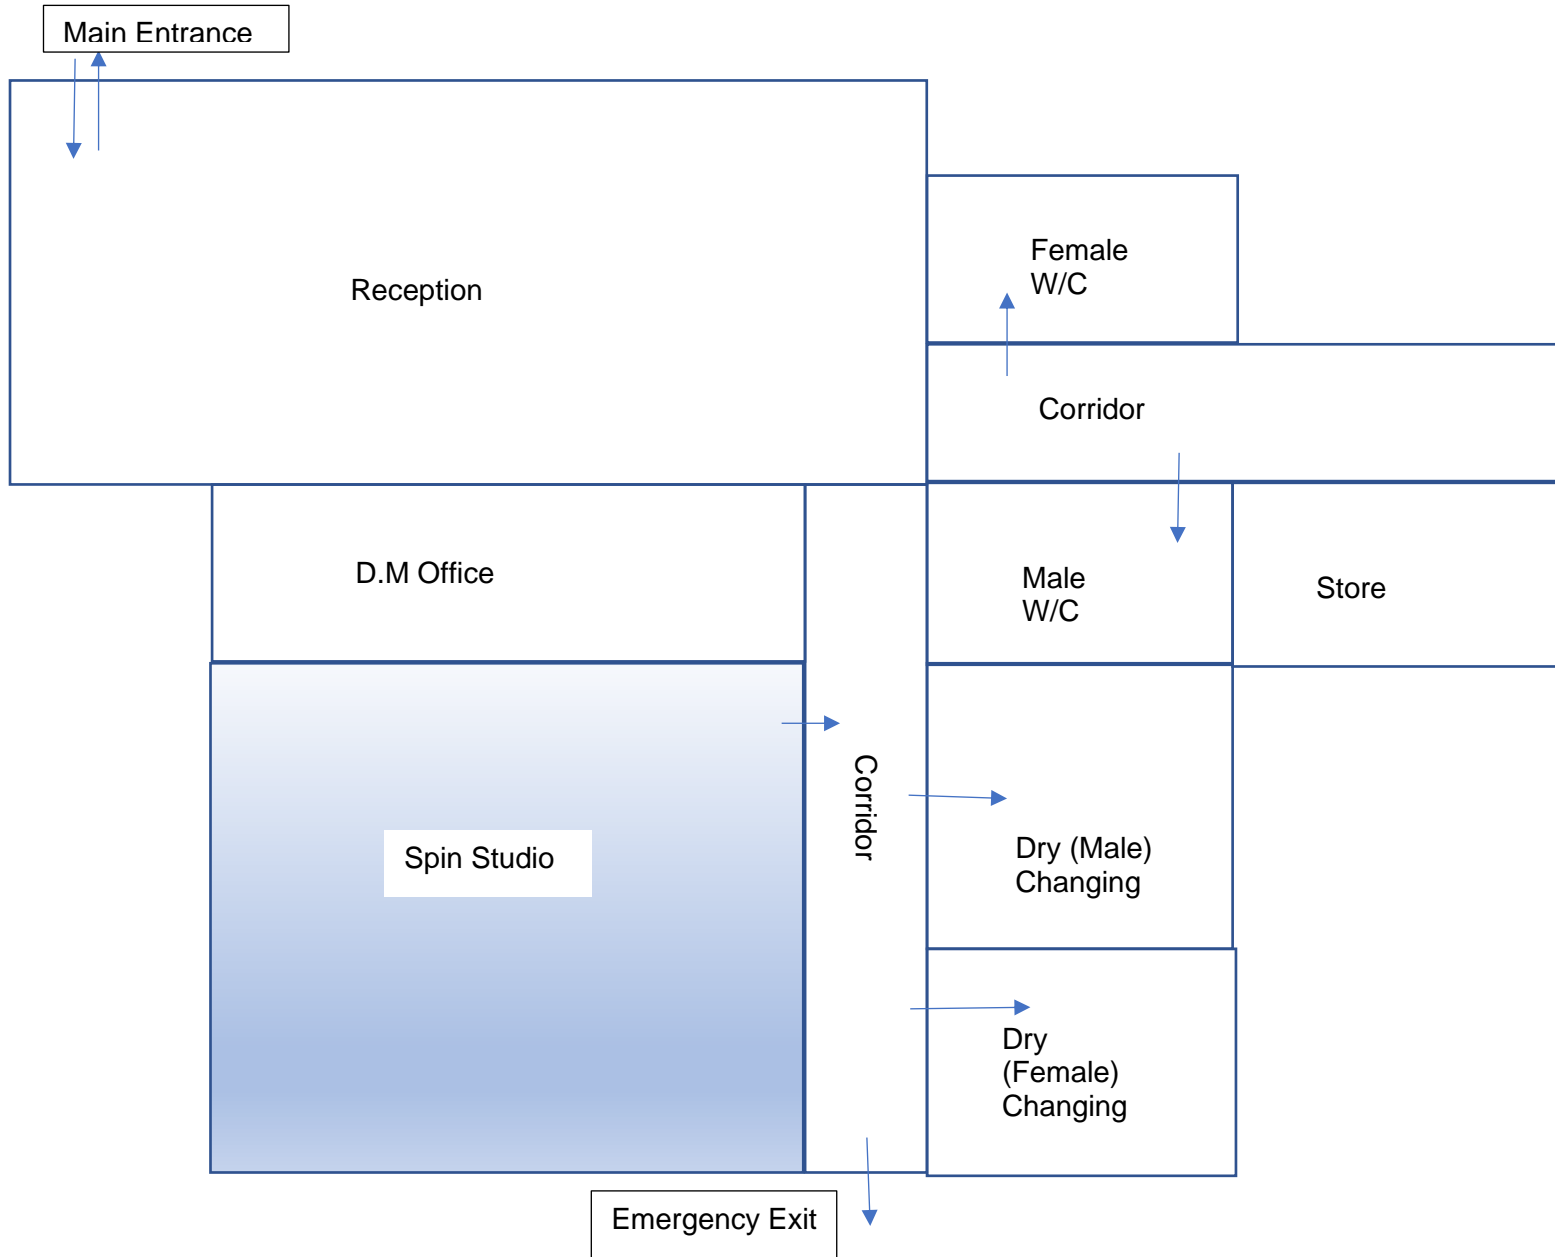 Main Entrance
Reception
Female
W/C
Corridor
D.M Office
Male
W/C
Store
Corridor
Spin Studio
Dry (Male)
Changing
Dry
(Female)
Changing
Emergency Exit